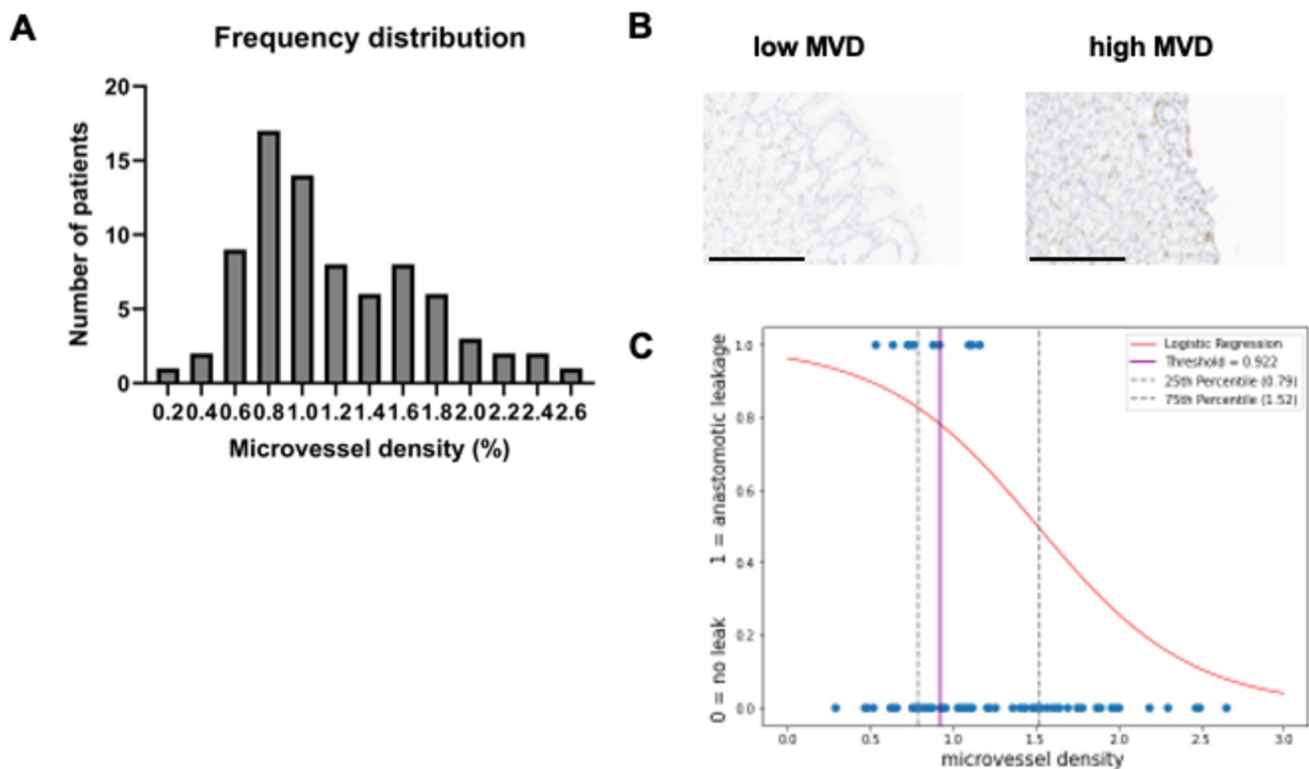 A
Frequency distribution
Number of patients
20
15
10
5
0
0.2 0.4 0.6 0.8 1.0 1.2 1.4 1.6 1.8 2.0 2.2 2.4 2.6
Microvessel density (%)
B
low MVD
high MVD
C
0 = no leak 1 = anastomotic leakage
1.0
0.8
0.6
0.4
0.2
0.0
Logistic Regression
Threshold = 0.922
25th Percentile (0.79)
75th Percentile (1.52)
0.0 0.5 1.0 1.5 2.0 2.5 3.0
microvessel density